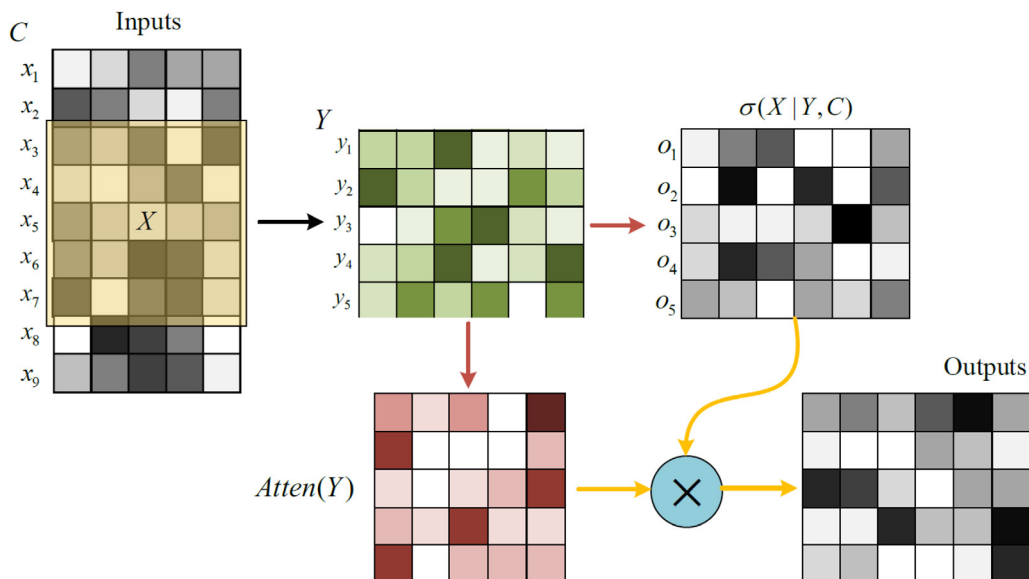 Inputs
C
x1
x2
x3
x4
x5
x6
x7
x8
x9
X
Y
y1
y2
y3
y4
y5
σ(X | Y, C)
o1
o2
o3
o4
o5
Atten(Y)
×
Outputs